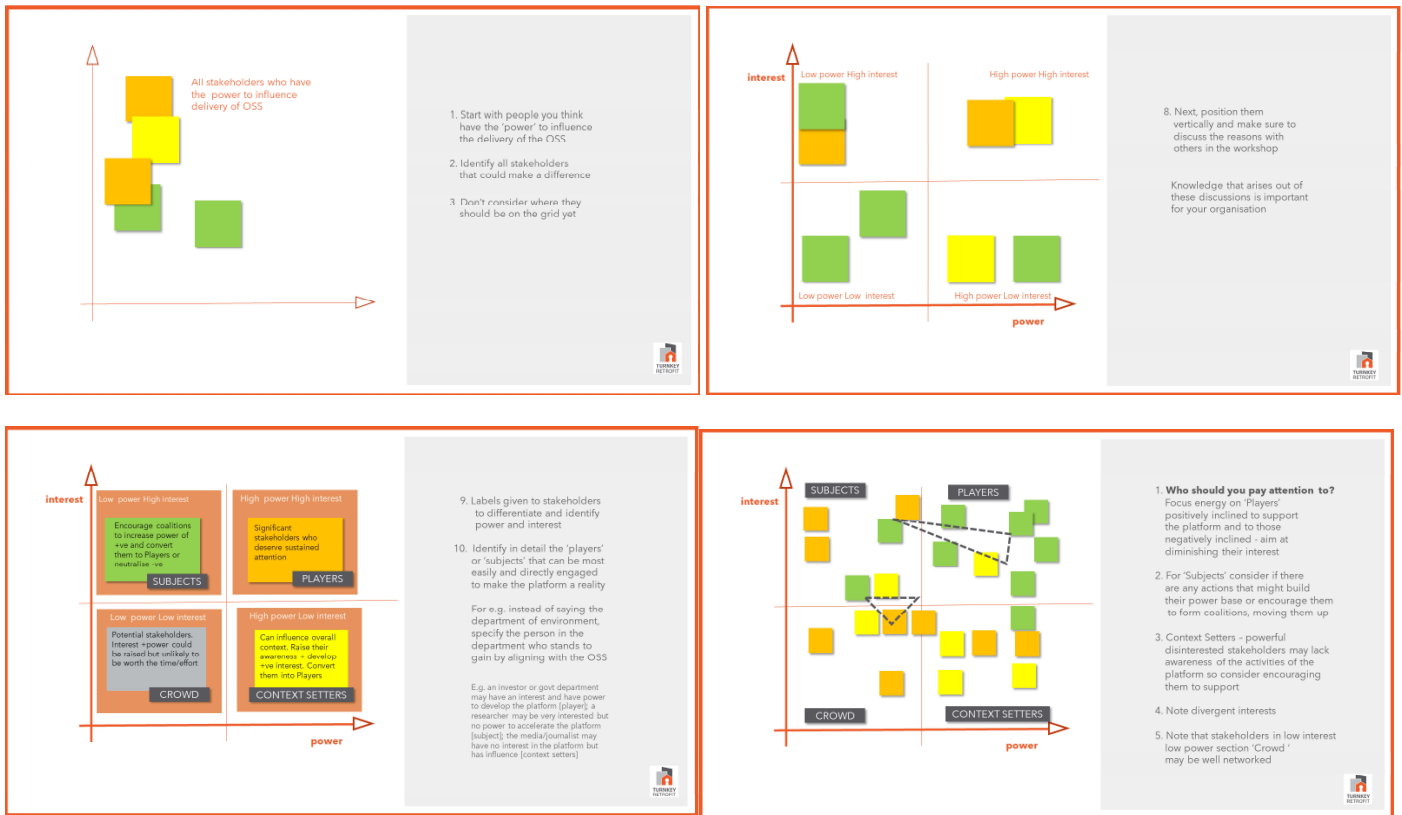 All stakeholders who have
the power to influence
delivery of OSS
1. Start with people you think
have the 'power' to influence
the delivery of the OSS
2. Identify all stakeholders
that could make a difference
3. Don't consider where they
should be on the grid yet
TURNKEY
RETROFIT
interest
Low power High interest
High power High interest
Low power Low interest
High power Low interest
power
8. Next, position them
vertically and make sure to
discuss the reasons with
others in the workshop
Knowledge that arises out of
these discussions is important
for your organisation
TURNKEY
RETROFIT
interest
Low power High interest
High power High interest
Encourage coalitions
to increase power of
+ve and convert
them to Players or
neutralise -ve
SUBJECTS
Significant
stakeholders who
deserve sustained
attention
PLAYERS
Low power Low interest
High power Low interest
Potential stakeholders.
Interest +power could
be raised but unlikely to
be worth the time/effort
CROWD
Can influence overall
context. Raise their
awareness + develop
+ve interest. Convert
them into Players
CONTEXT SETTERS
power
9. Labels given to stakeholders
to differentiate and identify
power and interest
10. Identify in detail the 'players'
or 'subjects' that can be most
easily and directly engaged
to make the platform a reality
For e.g. instead of saying the
department of environment,
specify the person in the
department who stands to
gain by aligning with the OSS
E.g. an investor or govt department
may have an interest and have power
to develop the platform [player]; a
researcher may be very interested but
no power to accelerate the platform
[subject]; the media/journalist may
have no interest in the platform but
has influence [context setters]
TURNKEY
RETROFIT
interest
SUBJECTS
PLAYERS
CROWD
CONTEXT SETTERS
power
1. Who should you pay attention to?
Focus energy on 'Players'
positively inclined to support
the platform and to those
negatively inclined - aim at
diminishing their interest
2. For 'Subjects' consider if there
are any actions that might build
their power base or encourage them
to form coalitions, moving them up
3. Context Setters – powerful
disinterested stakeholders may lack
awareness of the activities of the
platform so consider encouraging
them to support
4. Note divergent interests
5. Note that stakeholders in low interest
low power section 'Crowd '
may be well networked
TURNKEY
RETROFIT